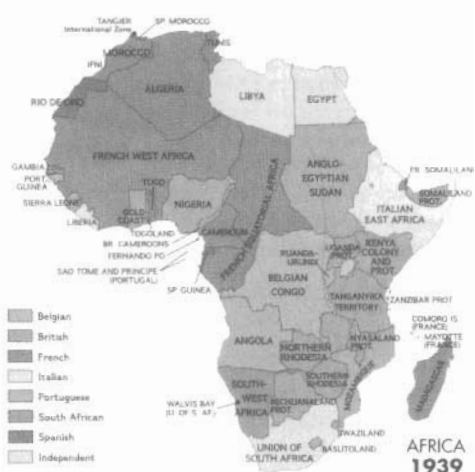 TANGIER
International Zone
SP. MOROCCO
MOROCCO
TUNIS
IFNI
ALGERIA
LIBYA
EGYPT
RIO DE ORO
FRENCH WEST AFRICA
FRENCH EQUATORIAL AFRICA
ANGLO-
EGYPTIAN
SUDAN
FR. SOMALILAND
SOMALILAND
PROT.
ITALIAN
EAST AFRICA
GAMBIA
PORT.
GUINEA
SIERRA LEONE
LIBERIA
GOLD
COAST
TOGO
NIGERIA
TOGOLAND
BR. CAMEROONS
CAMEROUN
FERNANDO PO
SAO TOME AND PRINCIPE
(PORTUGAL)
SP. GUINEA
RUANDA-
URUNDI
UGANDA
PROT.
KENYA
COLONY
AND
PROT.
BELGIAN
CONGO
TANGANYIKA
TERRITORY
ZANZIBAR PROT.
COMORO IS.
(FRANCE)
MAYOTTE
(FRANCE)
ANGOLA
NORTHERN
RHODESIA
NYASALAND
PROT.
SOUTHERN
RHODESIA
MOZAMBIQUE
MADAGASCAR
WALVIS BAY
(U. OF S. AF.)
SOUTH-
WEST
AFRICA
BECHUANALAND
PROT.
SWAZILAND
BASUTOLAND
UNION OF
SOUTH AFRICA
Belgian
British
French
Italian
Portuguese
South African
Spanish
Independent
AFRICA
1939